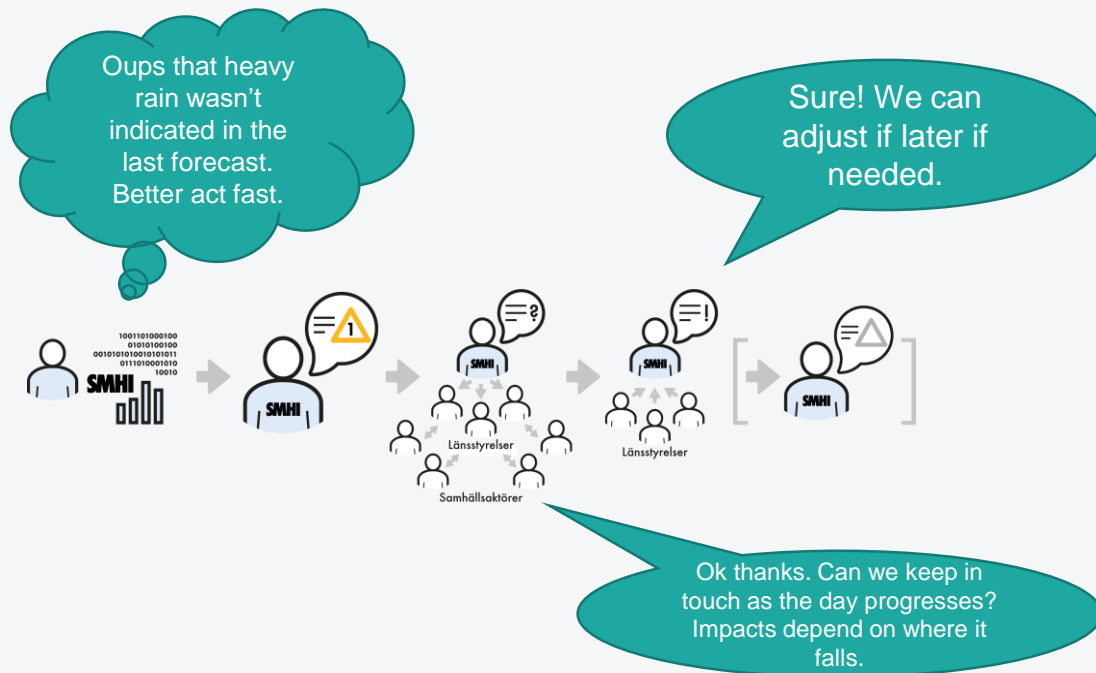 Oups that heavy
rain wasn't
indicated in the
last forecast.
Better act fast.
Sure! We can
adjust if later if
needed.
1001101000100
01010100100
0010101010010101011
0111010001010
10010
SMHI
1
SMHI
?
SMHI
Länsstyrelser
Samhällsaktörer
!
SMHI
Länsstyrelser
SMHI
Ok thanks. Can we keep in
touch as the day progresses?
Impacts depend on where it
falls.